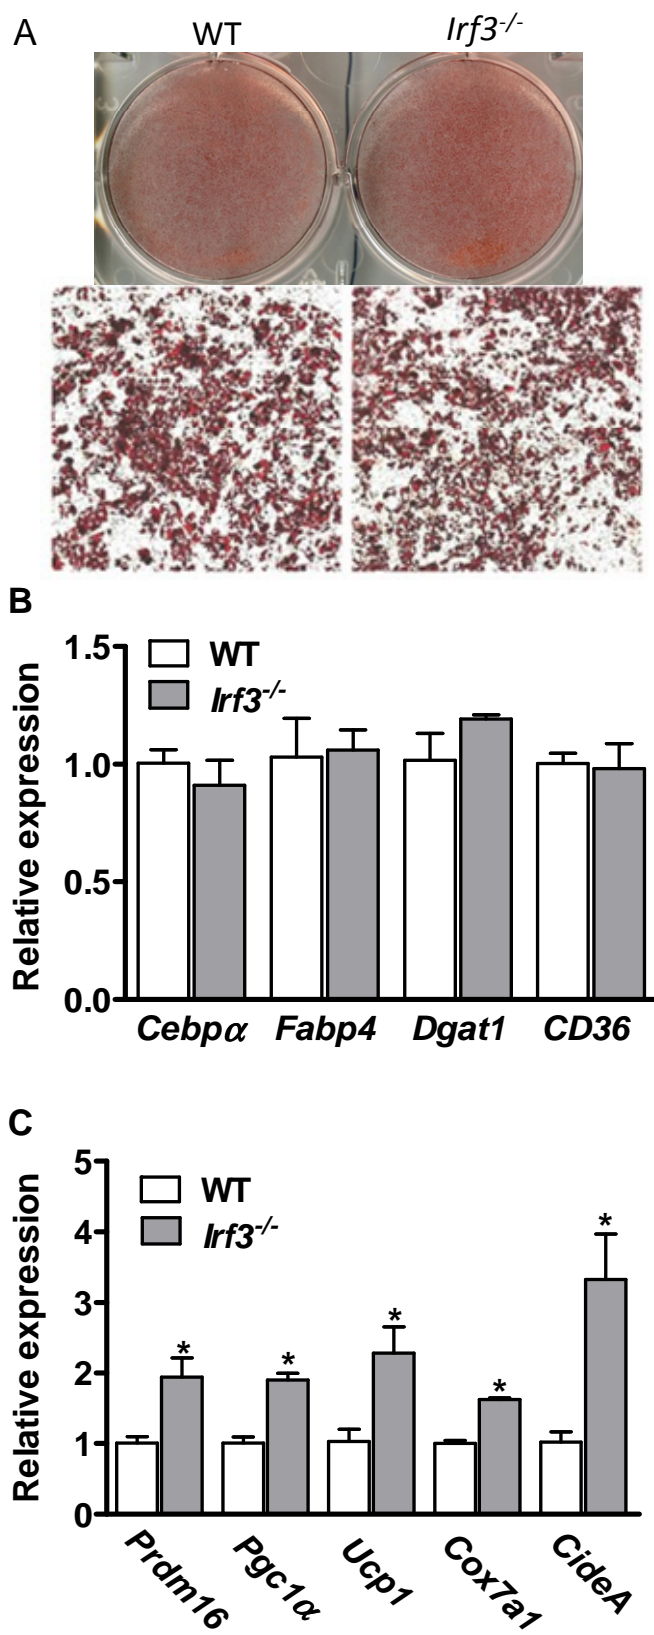 A
WT
Irf3-/-
B
WT
Irf3-/-
Relative expression
1.5
1.0
0.5
0.0
Cebpα Fabp4 Dgat1 CD36
C
WT
Irf3-/-
Relative expression
5
4
3
2
1
0
* * * * *
Prdm16 Pgc1α Ucp1 Cox7a1 CideA